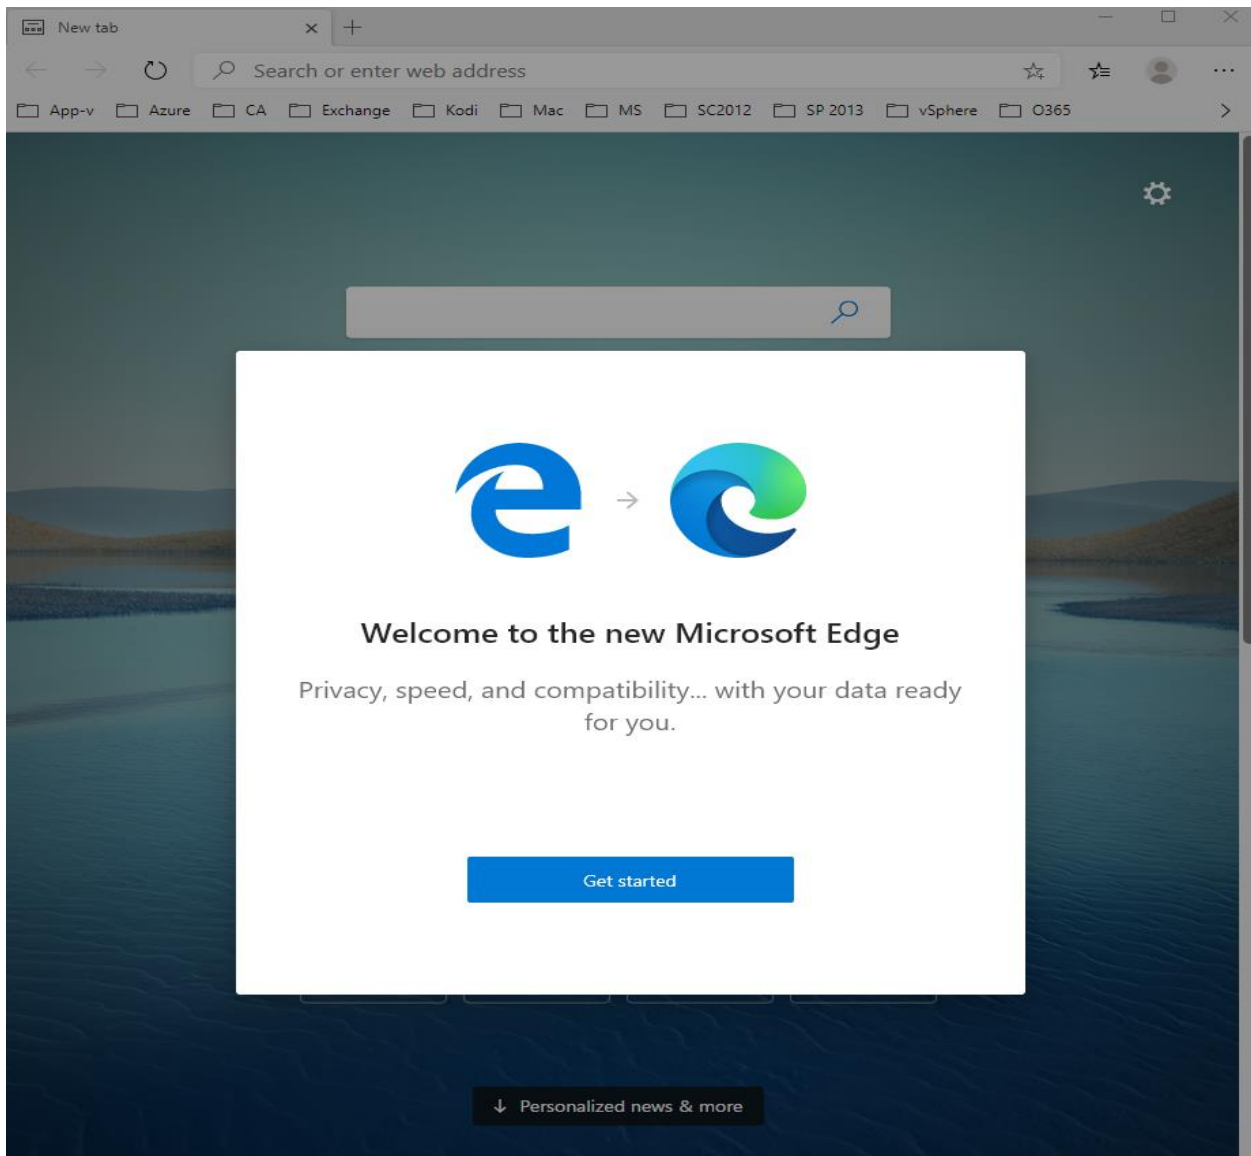 New tab
Search or enter web address
App-v Azure CA Exchange Kodi Mac MS SC2012 SP 2013 vSphere O365
Welcome to the new Microsoft Edge
Privacy, speed, and compatibility... with your data ready
for you.
Get started
Personalized news & more